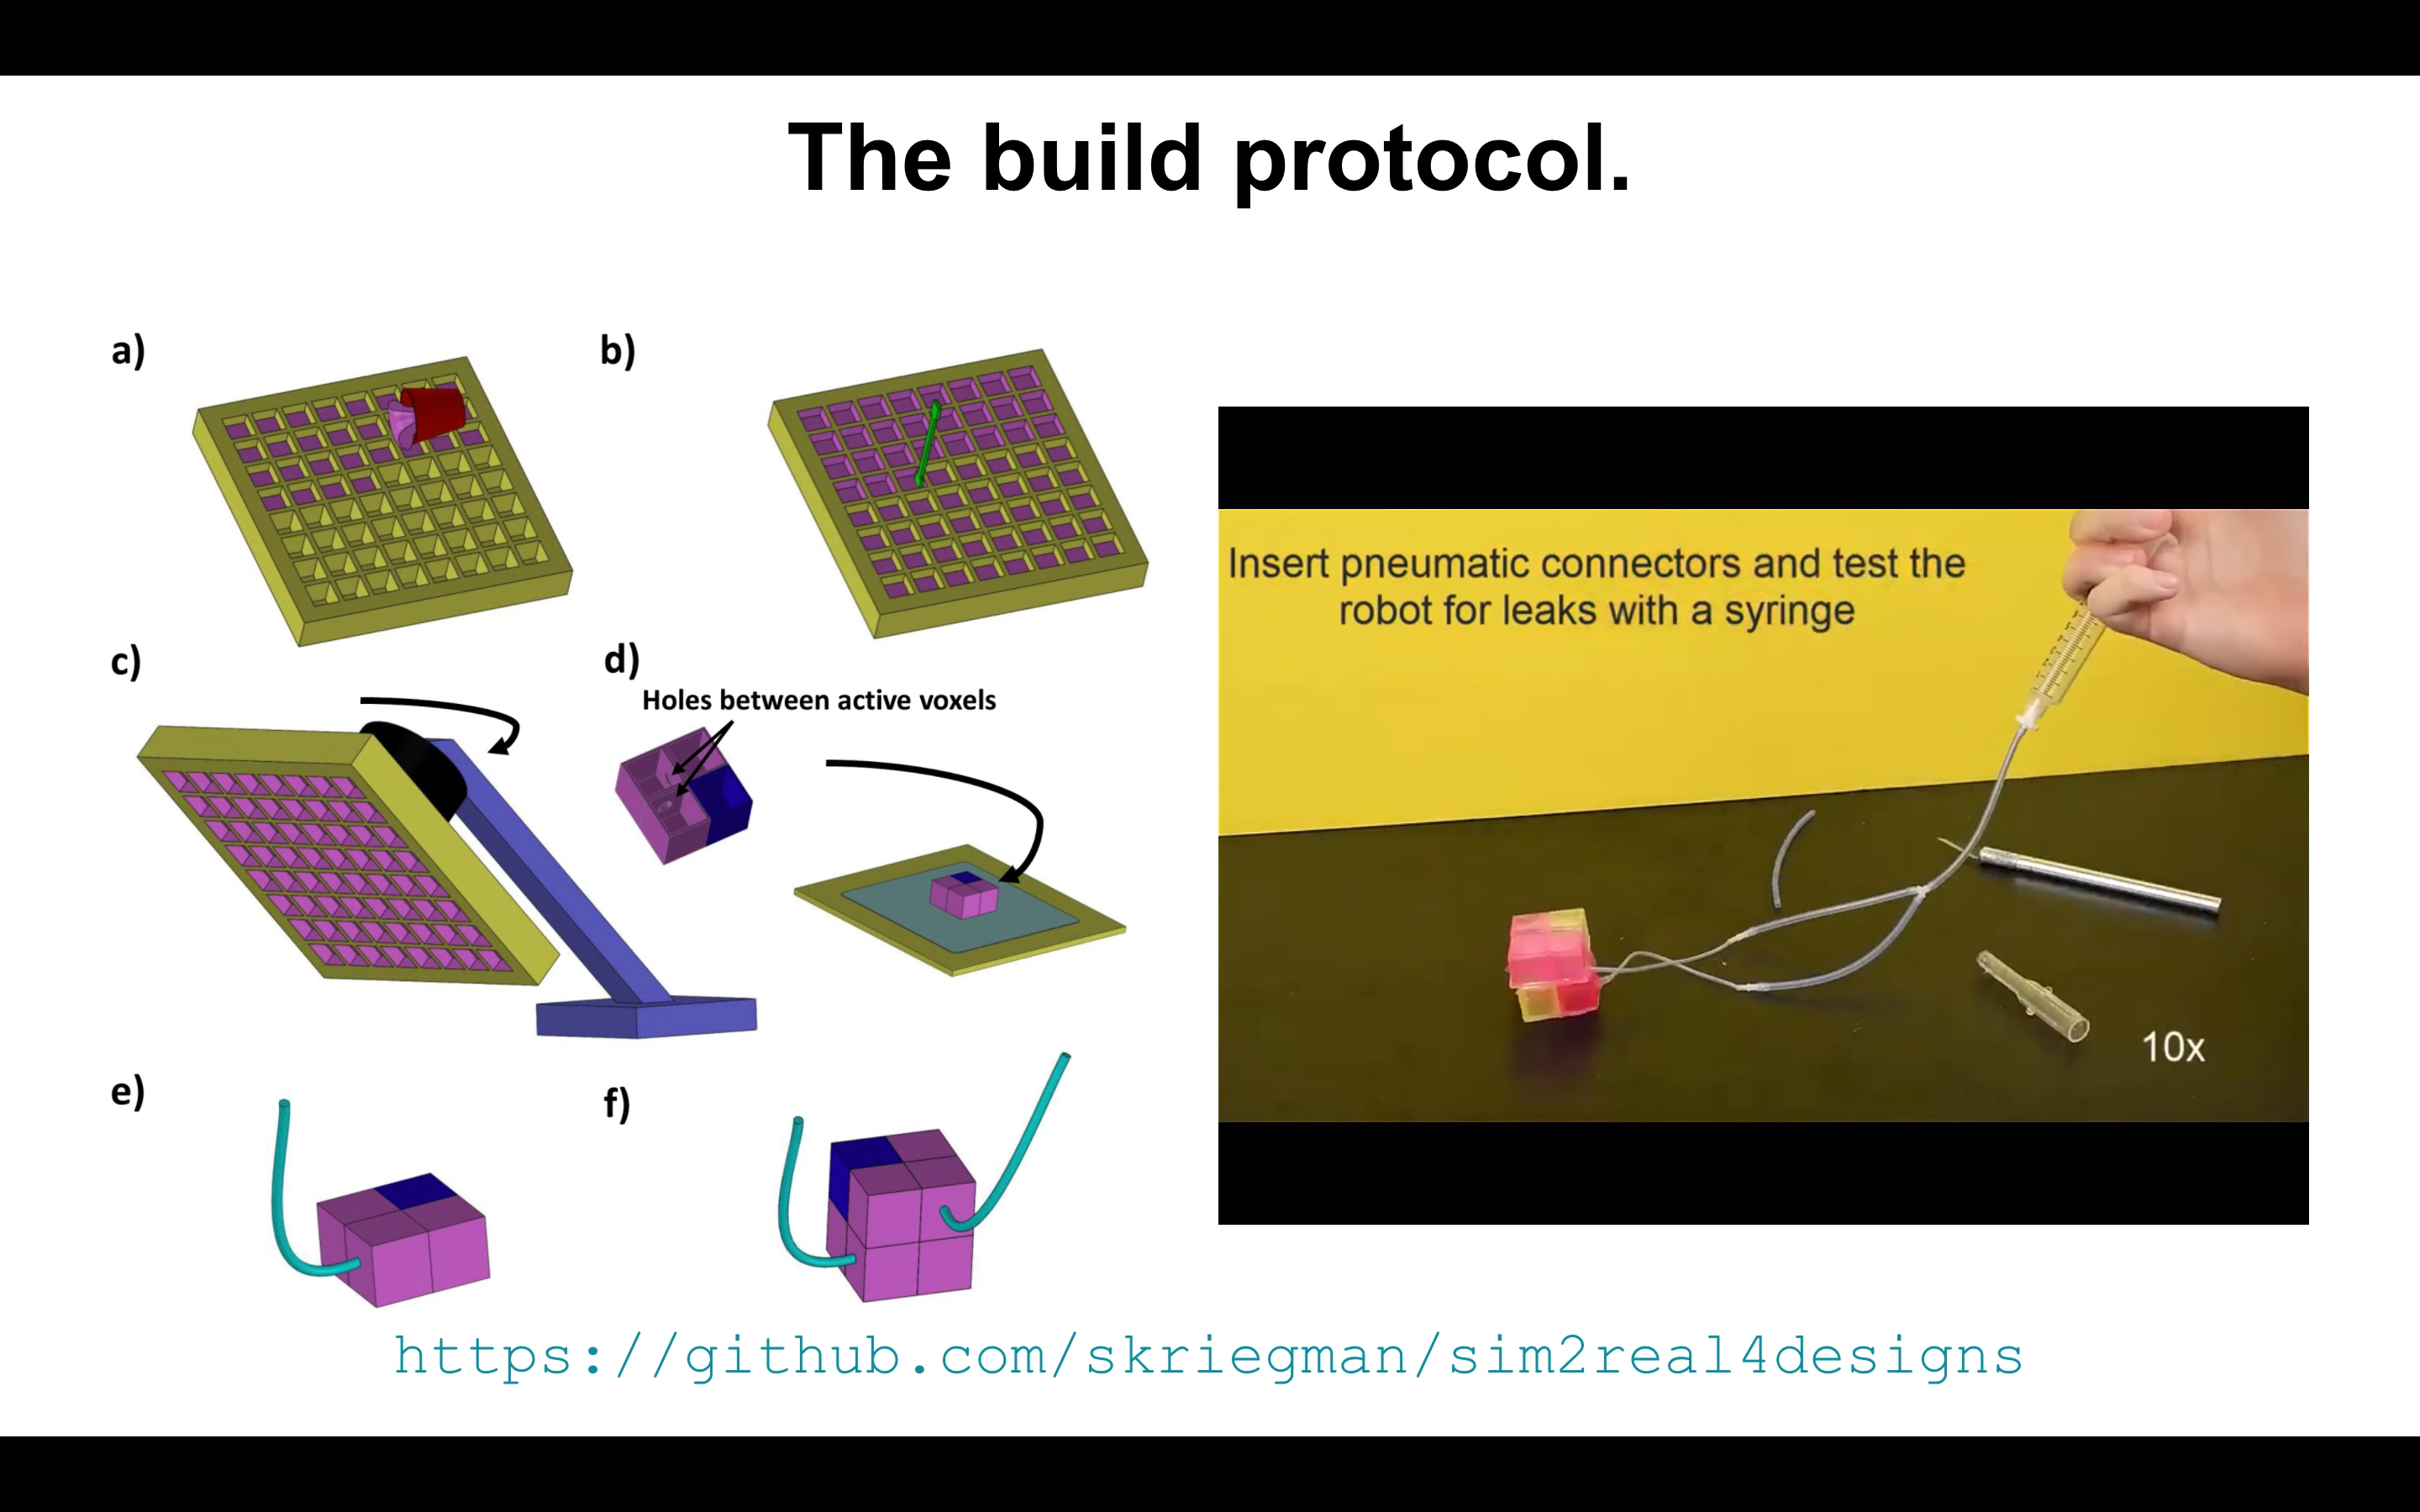 The build protocol.
a)
b)
c)
d)
Holes between active voxels
e)
f)
Insert pneumatic connectors and test the
robot for leaks with a syringe
10x
https://github.com/skriegman/sim2real4designs